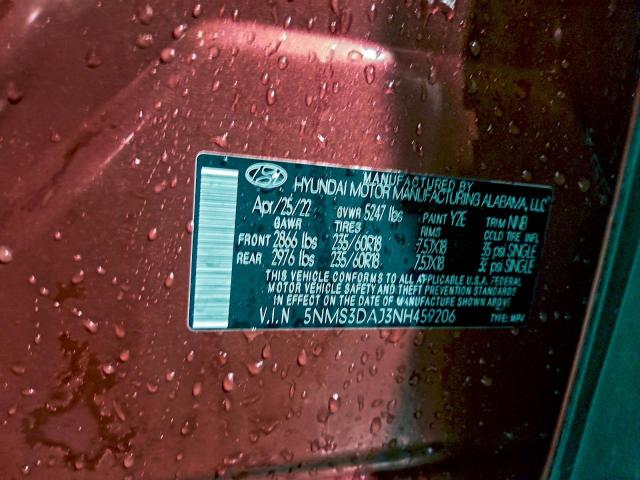 MANUFACTURED BY
HYUNDAI MOTOR MANUFACTURING ALABAMA, LLC
Apr/25/22 GVWR 5247 lbs PAINT Y2E TRIM NNB
GAWR TIRES RIMS COLD TIRE INFL
FRONT 2866 lbs 235/60R18 7.5JX18 35 psi SINGLE
REAR 2976 lbs 235/60R18 7.5JX18 psi SINGLE
THIS VEHICLE CONFORMS TO ALL APPLICABLE U.S.A. FEDERAL
MOTOR VEHICLE SAFETY AND THEFT PREVENTION STANDARDS
IN EFFECT ON THE DATE OF MANUFACTURE SHOWN ABOVE.
V.I.N 5NMS3DAJ3NH459206 TYPE: MPV